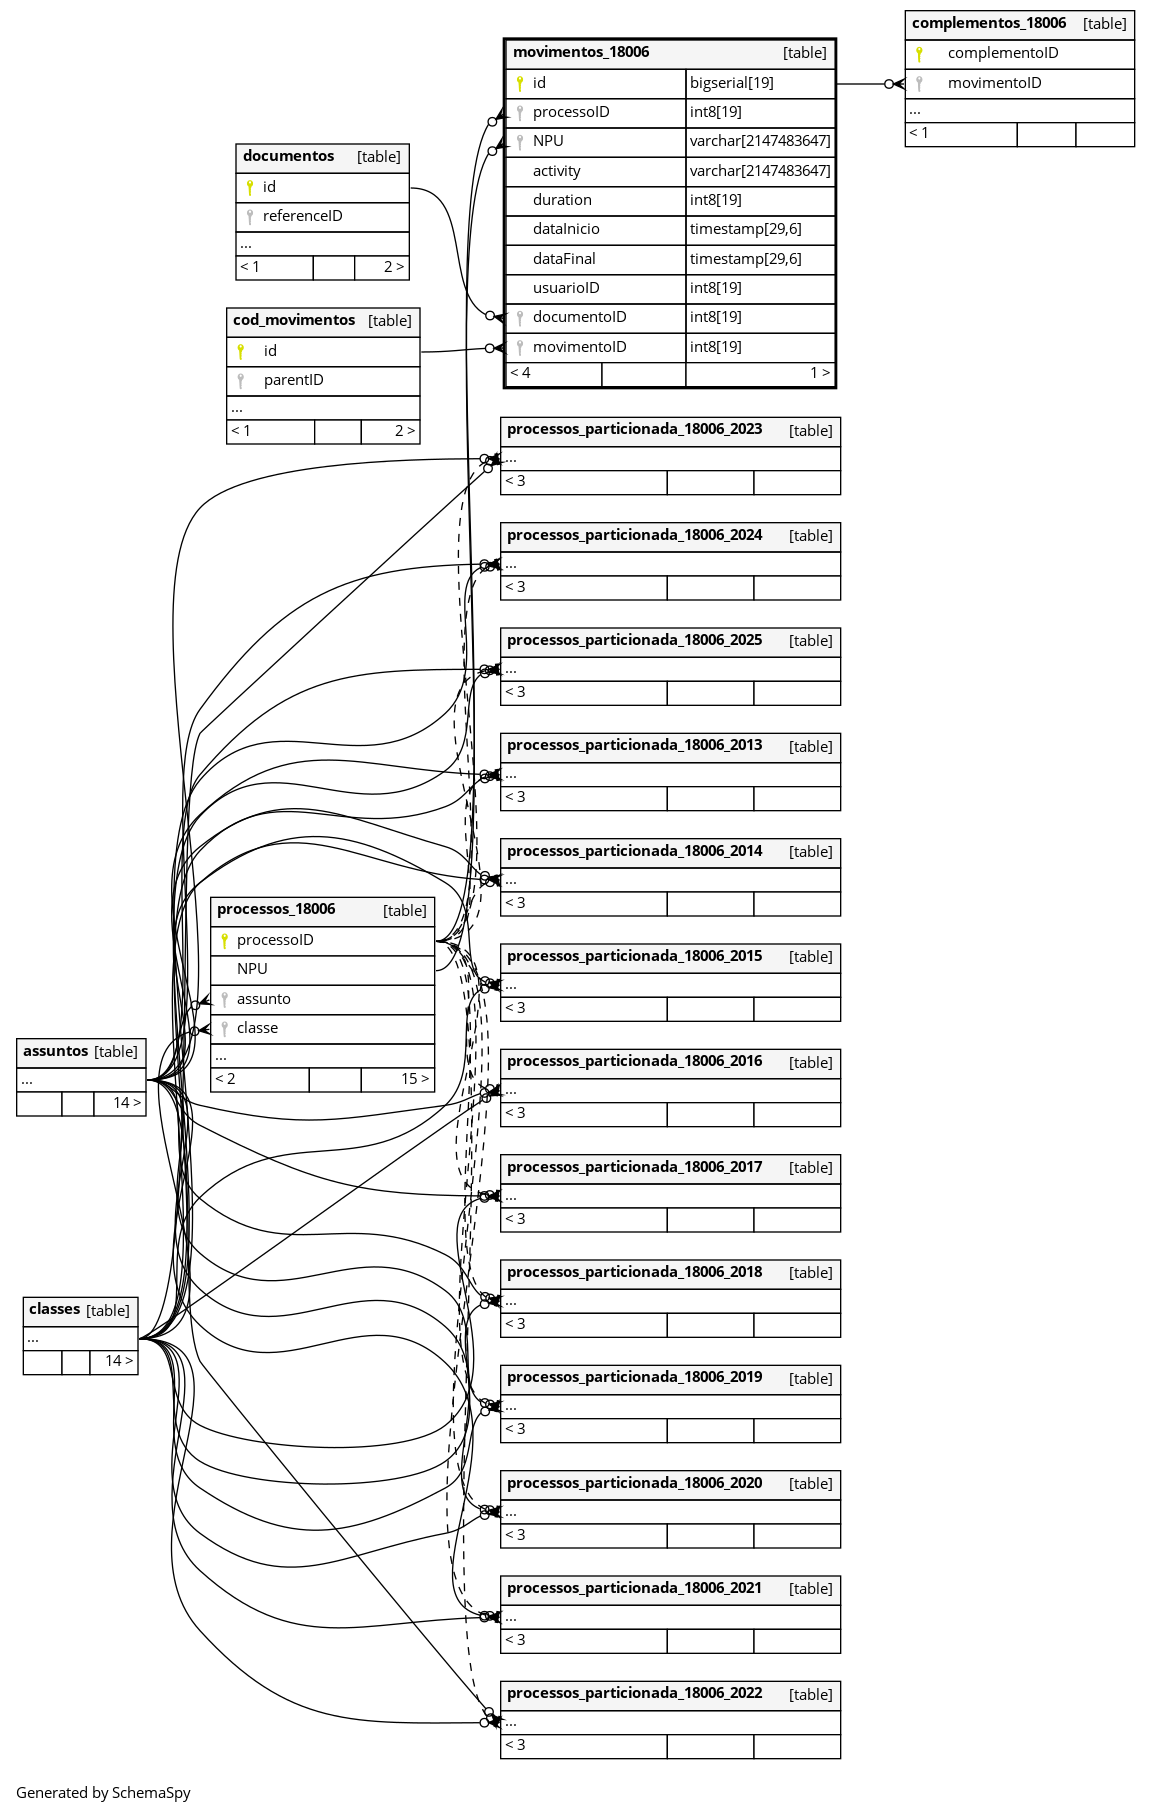 complementos_18006 [table]
complementoID
movimentoID
...
< 1
movimentos_18006 [table]
id bigserial[19]
processoID int8[19]
NPU varchar[2147483647]
activity varchar[2147483647]
duration int8[19]
dataInicio timestamp[29,6]
dataFinal timestamp[29,6]
usuarioID int8[19]
documentoID int8[19]
movimentoID int8[19]
< 4 1 >
documentos [table]
id
referenceID
...
< 1 2 >
cod_movimentos [table]
id
parentID
...
< 1 2 >
processos_particionada_18006_2023 [table]
...
< 3
processos_particionada_18006_2024 [table]
...
< 3
processos_particionada_18006_2025 [table]
...
< 3
processos_particionada_18006_2013 [table]
...
< 3
processos_particionada_18006_2014 [table]
...
< 3
processos_18006 [table]
processoID
NPU
assunto
classe
...
< 2 15 >
processos_particionada_18006_2015 [table]
...
< 3
assuntos [table]
...
14 >
processos_particionada_18006_2016 [table]
...
< 3
processos_particionada_18006_2017 [table]
...
< 3
processos_particionada_18006_2018 [table]
...
< 3
classes [table]
...
14 >
processos_particionada_18006_2019 [table]
...
< 3
processos_particionada_18006_2020 [table]
...
< 3
processos_particionada_18006_2021 [table]
...
< 3
processos_particionada_18006_2022 [table]
...
< 3
Generated by SchemaSpy